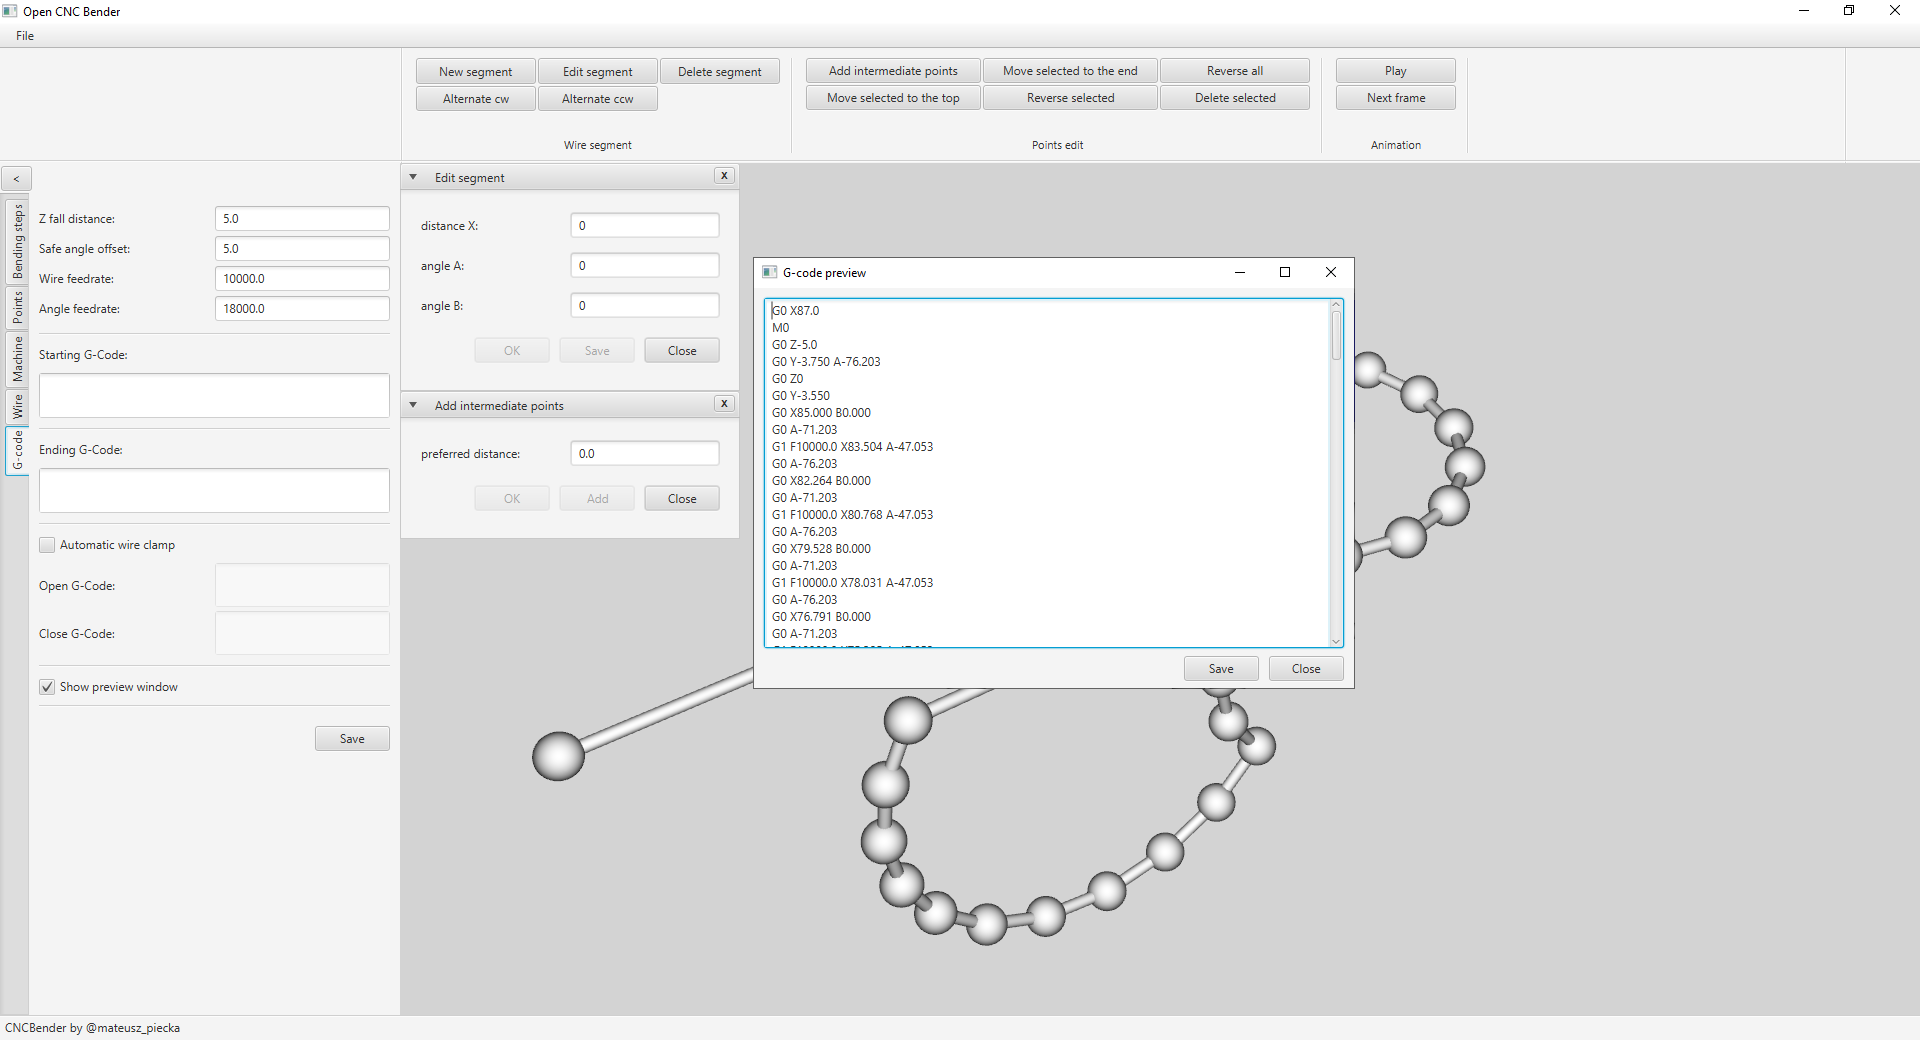 Open CNC Bender
File
New segment
Edit segment
Delete segment
Alternate cw
Alternate ccw
Wire segment
Add intermediate points
Move selected to the end
Reverse all
Move selected to the top
Reverse selected
Delete selected
Points edit
Play
Next frame
Animation
<
Bending steps
Points
Machine
Wire
G-code
Z fall distance:
5.0
Safe angle offset:
5.0
Wire feedrate:
10000.0
Angle feedrate:
18000.0
Starting G-Code:
Ending G-Code:
Automatic wire clamp
Open G-Code:
Close G-Code:
Show preview window
Save
Edit segment
x
distance X:
0
angle A:
0
angle B:
0
OK
Save
Close
Add intermediate points
x
preferred distance:
0.0
OK
Add
Close
G-code preview
G0 X87.0
M0
G0 Z-5.0
G0 Y-3.750 A-76.203
G0 Z0
G0 Y-3.550
G0 X85.000 B0.000
G0 A-71.203
G1 F10000.0 X83.504 A-47.053
G0 A-76.203
G0 X82.264 B0.000
G0 A-71.203
G1 F10000.0 X80.768 A-47.053
G0 A-76.203
G0 X79.528 B0.000
G0 A-71.203
G1 F10000.0 X78.031 A-47.053
G0 A-76.203
G0 X76.791 B0.000
G0 A-71.203
Save
Close
CNCBender by @mateusz_piecka